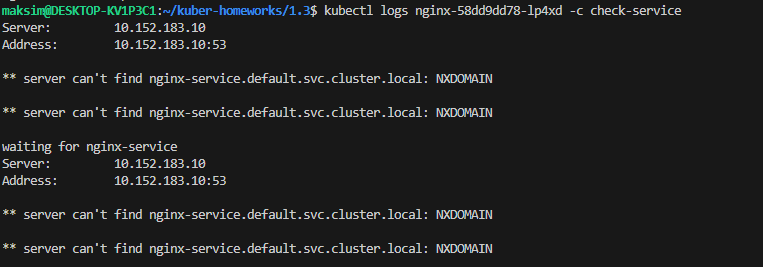 maksim@DESKTOP-KV1P3C1:~/kuber-homeworks/1.3$ kubectl logs nginx-58dd9dd78-lp4xd -c check-service
Server:         10.152.183.10
Address:        10.152.183.10:53

** server can't find nginx-service.default.svc.cluster.local: NXDOMAIN

** server can't find nginx-service.default.svc.cluster.local: NXDOMAIN

waiting for nginx-service
Server:         10.152.183.10
Address:        10.152.183.10:53

** server can't find nginx-service.default.svc.cluster.local: NXDOMAIN

** server can't find nginx-service.default.svc.cluster.local: NXDOMAIN